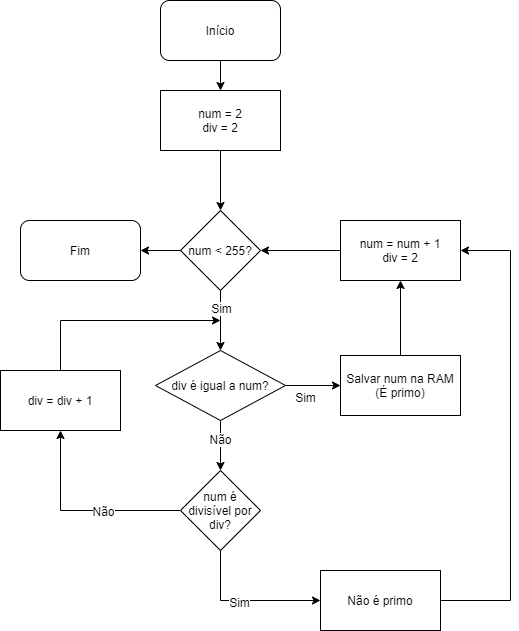 Início
num = 2
div = 2
Fim
num < 255?
num = num + 1
div = 2
Sim
div = div + 1
div é igual a num?
Sim
Salvar num na RAM
(É primo)
Não
num é
divisível por
div?
Não
Sim
Não é primo